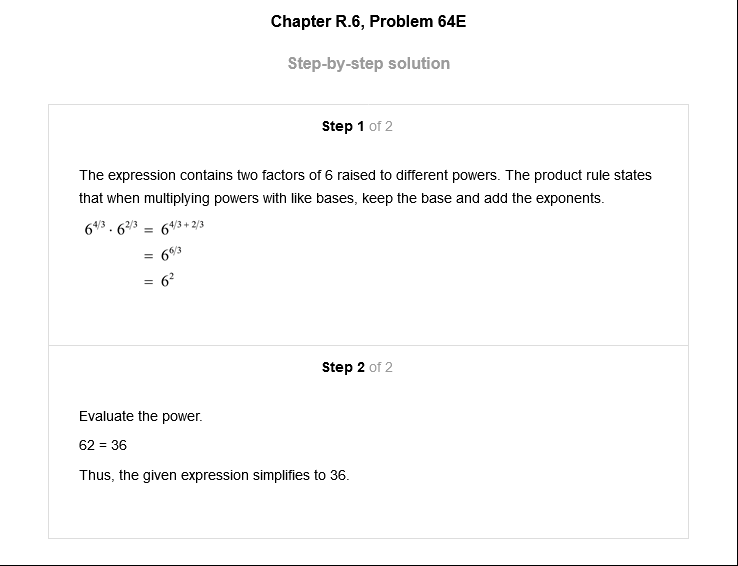 Chapter R.6, Problem 64E
Step-by-step solution
Step 1 of 2
The expression contains two factors of 6 raised to different powers. The product rule states
that when multiplying powers with like bases, keep the base and add the exponents.
6^{4/3} · 6^{2/3} = 6^{4/3 + 2/3}
= 6^{6/3}
= 6^{2}
Step 2 of 2
Evaluate the power.
62 = 36
Thus, the given expression simplifies to 36.